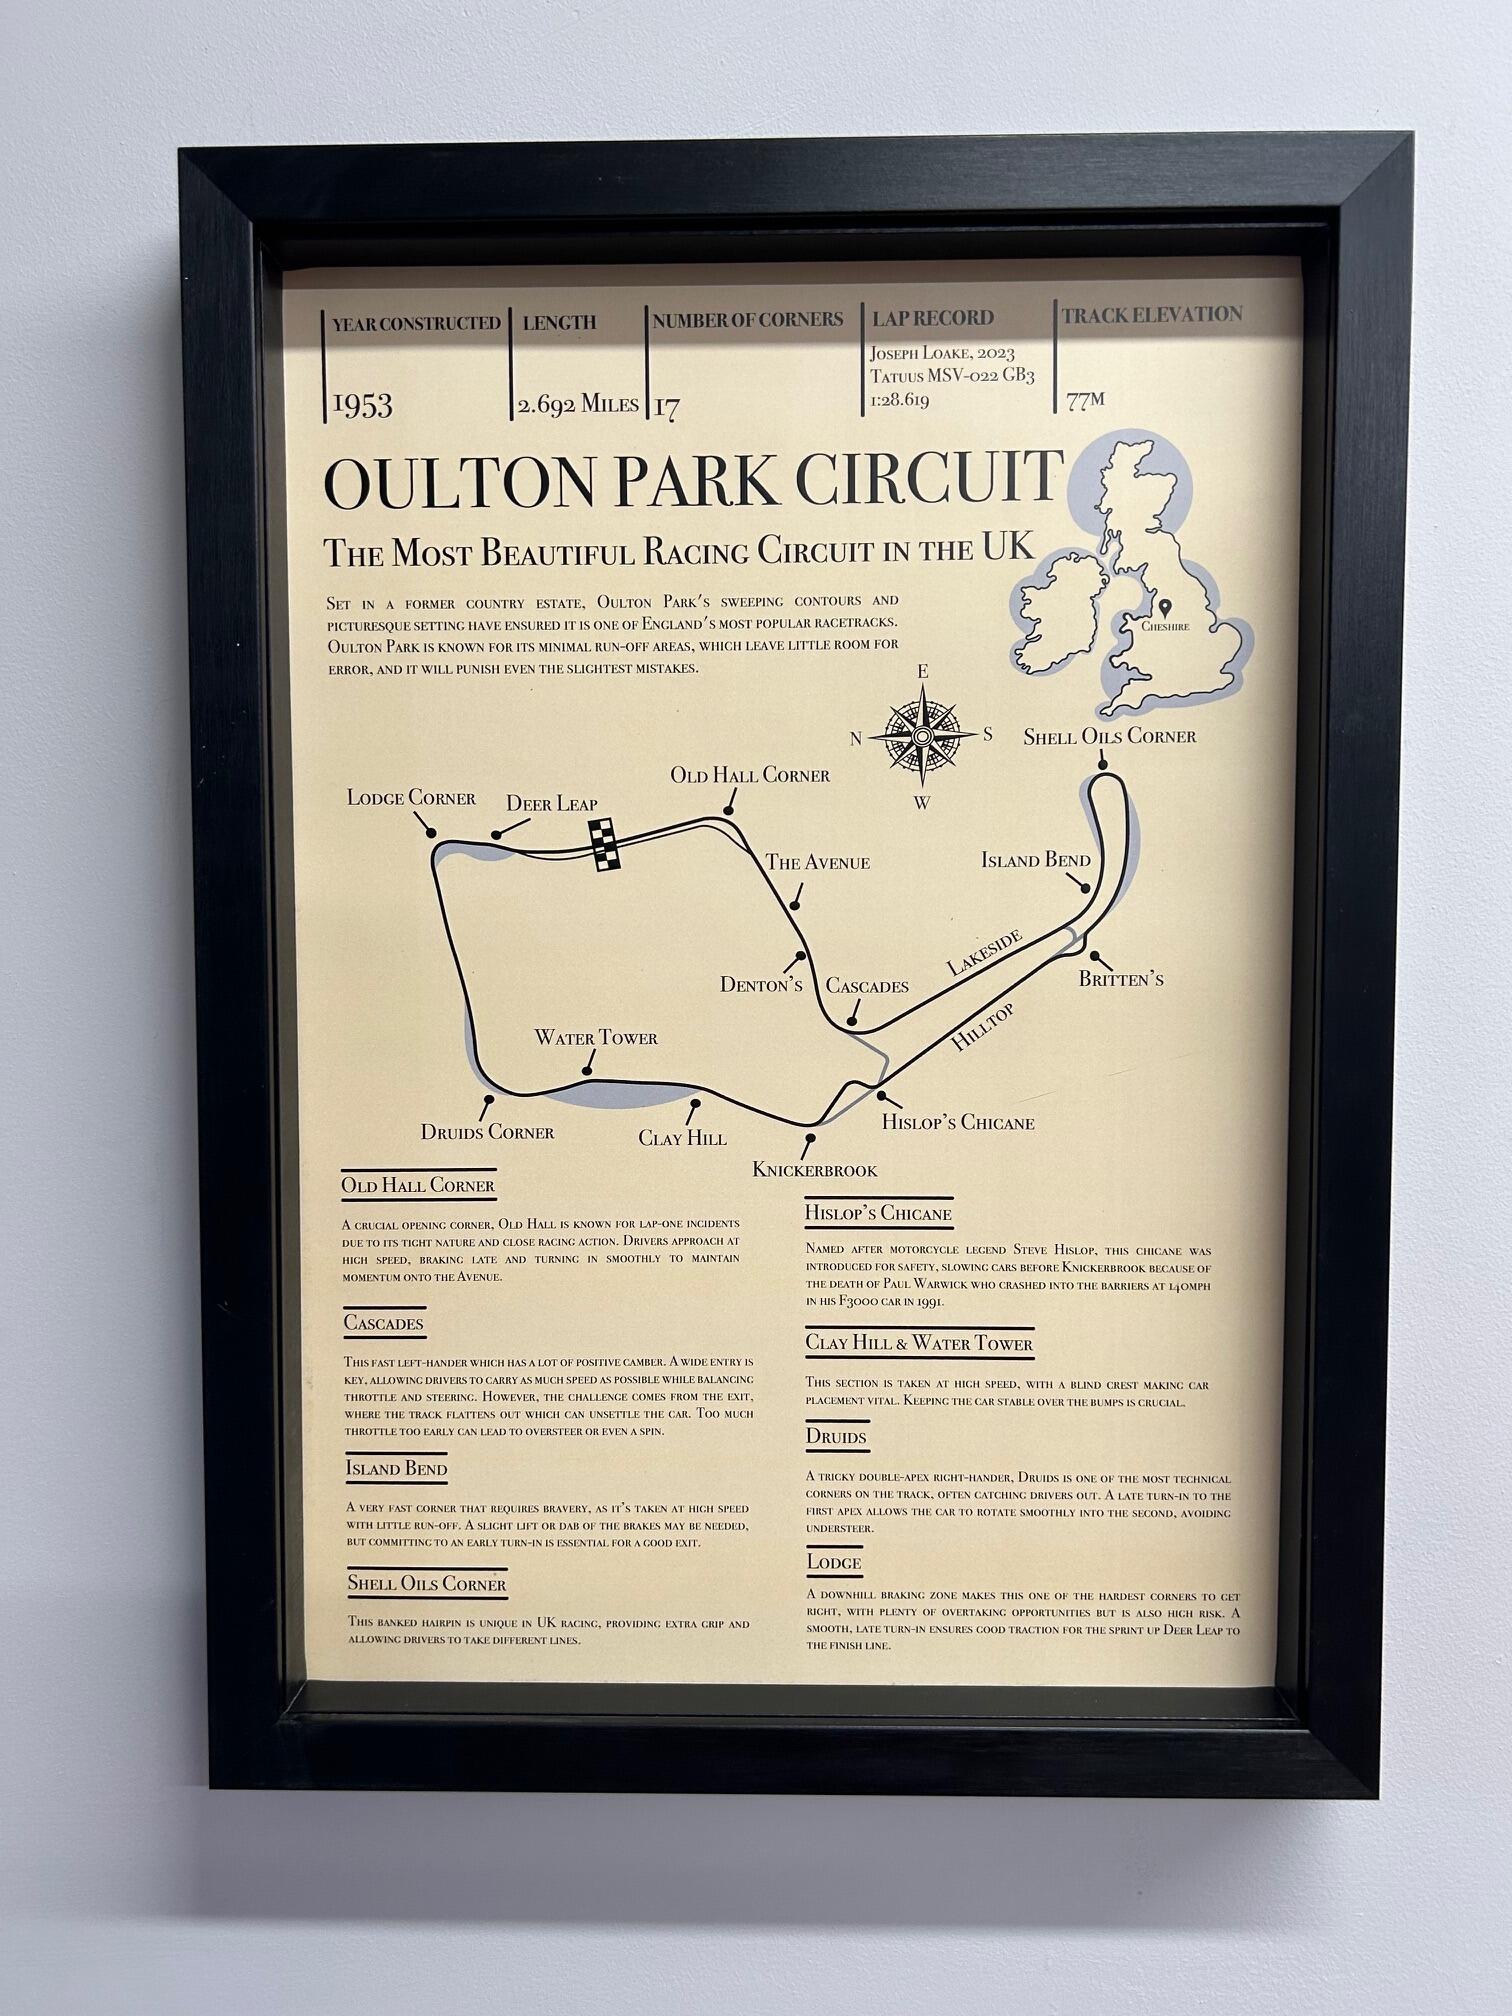 YEAR CONSTRUCTED
1953
LENGTH
2.692 MILES
NUMBER OF CORNERS
17
LAP RECORD
JOSEPH LOAKE, 2023
TATUUS MSV-022 GB3
1:28.619
TRACK ELEVATION
77M
OULTON PARK CIRCUIT
THE MOST BEAUTIFUL RACING CIRCUIT IN THE UK
SET IN A FORMER COUNTRY ESTATE, OULTON PARK'S SWEEPING CONTOURS AND
PICTURESQUE SETTING HAVE ENSURED IT IS ONE OF ENGLAND'S MOST POPULAR RACETRACKS.
OULTON PARK IS KNOWN FOR ITS MINIMAL RUN-OFF AREAS, WHICH LEAVE LITTLE ROOM FOR
ERROR, AND IT WILL PUNISH EVEN THE SLIGHTEST MISTAKES.
CHESHIRE
E
N
S
W
SHELL OILS CORNER
OLD HALL CORNER
LODGE CORNER
DEER LEAP
THE AVENUE
ISLAND BEND
LAKESIDE
DENTON'S
CASCADES
BRITTEN'S
HILLTOP
WATER TOWER
HISLOP'S CHICANE
DRUIDS CORNER
CLAY HILL
KNICKERBROOK
OLD HALL CORNER
A CRUCIAL OPENING CORNER, OLD HALL IS KNOWN FOR LAP-ONE INCIDENTS
DUE TO ITS TIGHT NATURE AND CLOSE RACING ACTION. DRIVERS APPROACH AT
HIGH SPEED, BRAKING LATE AND TURNING IN SMOOTHLY TO MAINTAIN
MOMENTUM ONTO THE AVENUE.
CASCADES
THIS FAST LEFT-HANDER WHICH HAS A LOT OF POSITIVE CAMBER. A WIDE ENTRY IS
KEY, ALLOWING DRIVERS TO CARRY AS MUCH SPEED AS POSSIBLE WHILE BALANCING
THROTTLE AND STEERING. HOWEVER, THE CHALLENGE COMES FROM THE EXIT,
WHERE THE TRACK FLATTENS OUT WHICH CAN UNSETTLE THE CAR. TOO MUCH
THROTTLE TOO EARLY CAN LEAD TO OVERSTEER OR EVEN A SPIN.
ISLAND BEND
A VERY FAST CORNER THAT REQUIRES BRAVERY, AS IT'S TAKEN AT HIGH SPEED
WITH LITTLE RUN-OFF. A SLIGHT LIFT OR DAB OF THE BRAKES MAY BE NEEDED,
BUT COMMITTING TO AN EARLY TURN-IN IS ESSENTIAL FOR A GOOD EXIT.
SHELL OILS CORNER
THIS BANKED HAIRPIN IS UNIQUE IN UK RACING, PROVIDING EXTRA GRIP AND
ALLOWING DRIVERS TO TAKE DIFFERENT LINES.
HISLOP'S CHICANE
NAMED AFTER MOTORCYCLE LEGEND STEVE HISLOP, THIS CHICANE WAS
INTRODUCED FOR SAFETY, SLOWING CARS BEFORE KNICKERBROOK BECAUSE OF
THE DEATH OF PAUL WARWICK WHO CRASHED INTO THE BARRIERS AT 140MPH
IN HIS F3000 CAR IN 1991.
CLAY HILL & WATER TOWER
THIS SECTION IS TAKEN AT HIGH SPEED, WITH A BLIND CREST MAKING CAR
PLACEMENT VITAL. KEEPING THE CAR STABLE OVER THE BUMPS IS CRUCIAL.
DRUIDS
A TRICKY DOUBLE-APEX RIGHT-HANDER, DRUIDS IS ONE OF THE MOST TECHNICAL
CORNERS ON THE TRACK, OFTEN CATCHING DRIVERS OUT. A LATE TURN-IN TO THE
FIRST APEX ALLOWS THE CAR TO ROTATE SMOOTHLY INTO THE SECOND, AVOIDING
UNDERSTEER.
LODGE
A DOWNHILL BRAKING ZONE MAKES THIS ONE OF THE HARDEST CORNERS TO GET
RIGHT, WITH PLENTY OF OVERTAKING OPPORTUNITIES BUT IS ALSO HIGH RISK. A
SMOOTH, LATE TURN-IN ENSURES GOOD TRACTION FOR THE SPRINT UP DEER LEAP TO
THE FINISH LINE.